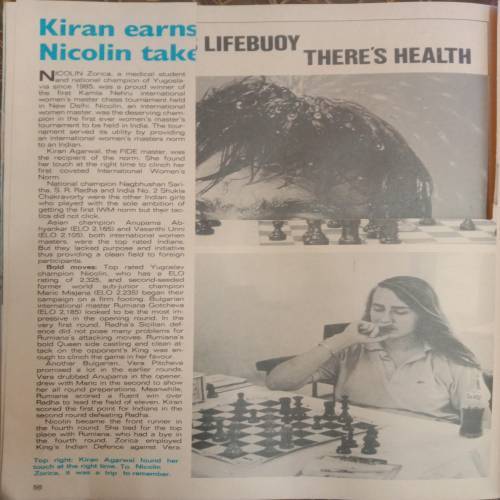 Kiran earns
Nicolin take
LIFEBUOY
THERE'S HEALTH
NICOLIN Zorica, a medical student
and national champion of Yugosla-
via since 1985, was a proud winner of
the first Kamla Nehru international
women's master chess tournament held
in New Delhi. Nicolin, an international
women master, was the deserving cham-
pion in the first ever women's master's
tournament to be held in India. The tour-
nament served its utility by providing
an international women's masters norm
to an Indian.
Kiran Agarwal, the FIDE master, was
the recipient of the norm. She found
her touch at the right time to clinch her
first coveted International Women's
Norm.
National champion Nagbhushan Sari-
tha, S. R. Radha and India No. 2 Shukla
Chakravorty were the other Indian girls
who played with the sole ambition of
getting the first IWM norm but their tac-
tics did not click.
Asian champion Anupama Ab-
hyankar (ELO 2,165) and Vasanthi Unni
(ELO 2,105), both international women
masters, were the top rated Indians.
But they lacked purpose and initiative
thus providing a clean field to foreign
participants.
Bold moves: Top rated Yugoslav
champion Nicolin, who has a ELO
rating of 2,325, and second-seeded
former world sub-junior champion
Maric Mirjana (ELO 2,235) began their
campaign on a firm footing. Bulgarian
international master Rumiana Gotcheva
(ELO 2,185) looked to be the most im-
pressive in the opening round. In the
very first round, Radha's Sicilian def-
ence did not pose many problems for
Rumiana's attacking moves. Rumiana's
bold Queen side castling and clean at-
tack on the opponent's King was en-
ough to clinch the game in her favour.
Another Bulgarian, Vera Pitcheva
promised a lot in the earlier rounds.
Vera drubbed Anupama in the opener,
drew with Maric in the second to show
her all round preparations. Meanwhile,
Rumiana scored a fluent win over
Radha to lead the field of eleven. Kiran
scored the first point for Indians in the
second round defeating Radha.
Nicolin became the front runner in
the fourth round. She tied for the top
place with Rumiana, who had a bye in
the fourth round. Zorica employed
King's Indian Defence against Vera.
Top right: Kiran Agarwal found her
touch at the right time. To Nicolin
Zorica, it was a trip to remember.